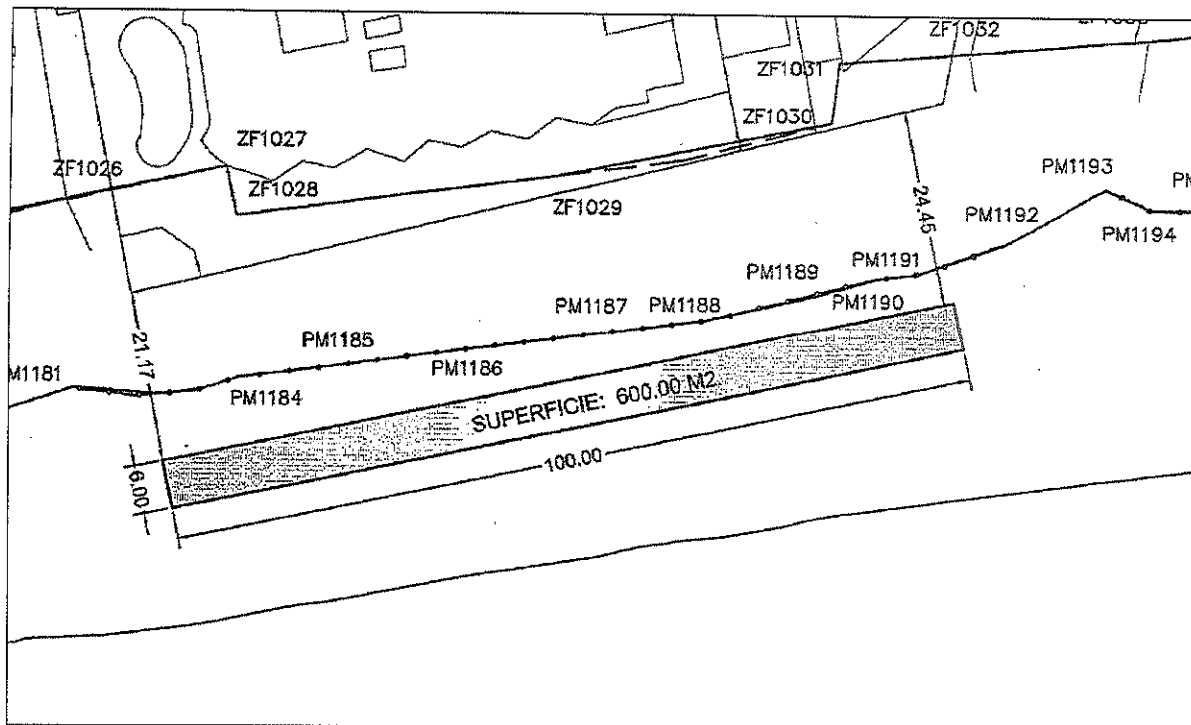 ZF1032
ZF1031
ZF1030
ZF1027
ZF1026
ZF1028
ZF1029
PM1193
PM
PM1192
PM1194
24.45
PM1191
PM1189
PM1190
PM1187
PM1188
PM1185
PM1186
21.17
M1181
PM1184
SUPERFICIE: 600.00 M2
100.00
6.00